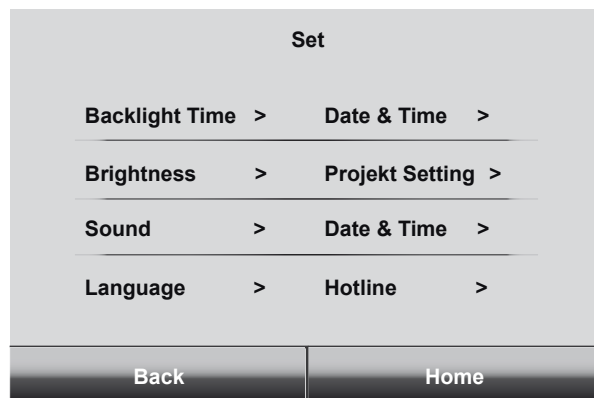 Set
Backlight Time > Date & Time >
Brightness > Projekt Setting >
Sound > Date & Time >
Language > Hotline >
Back Home